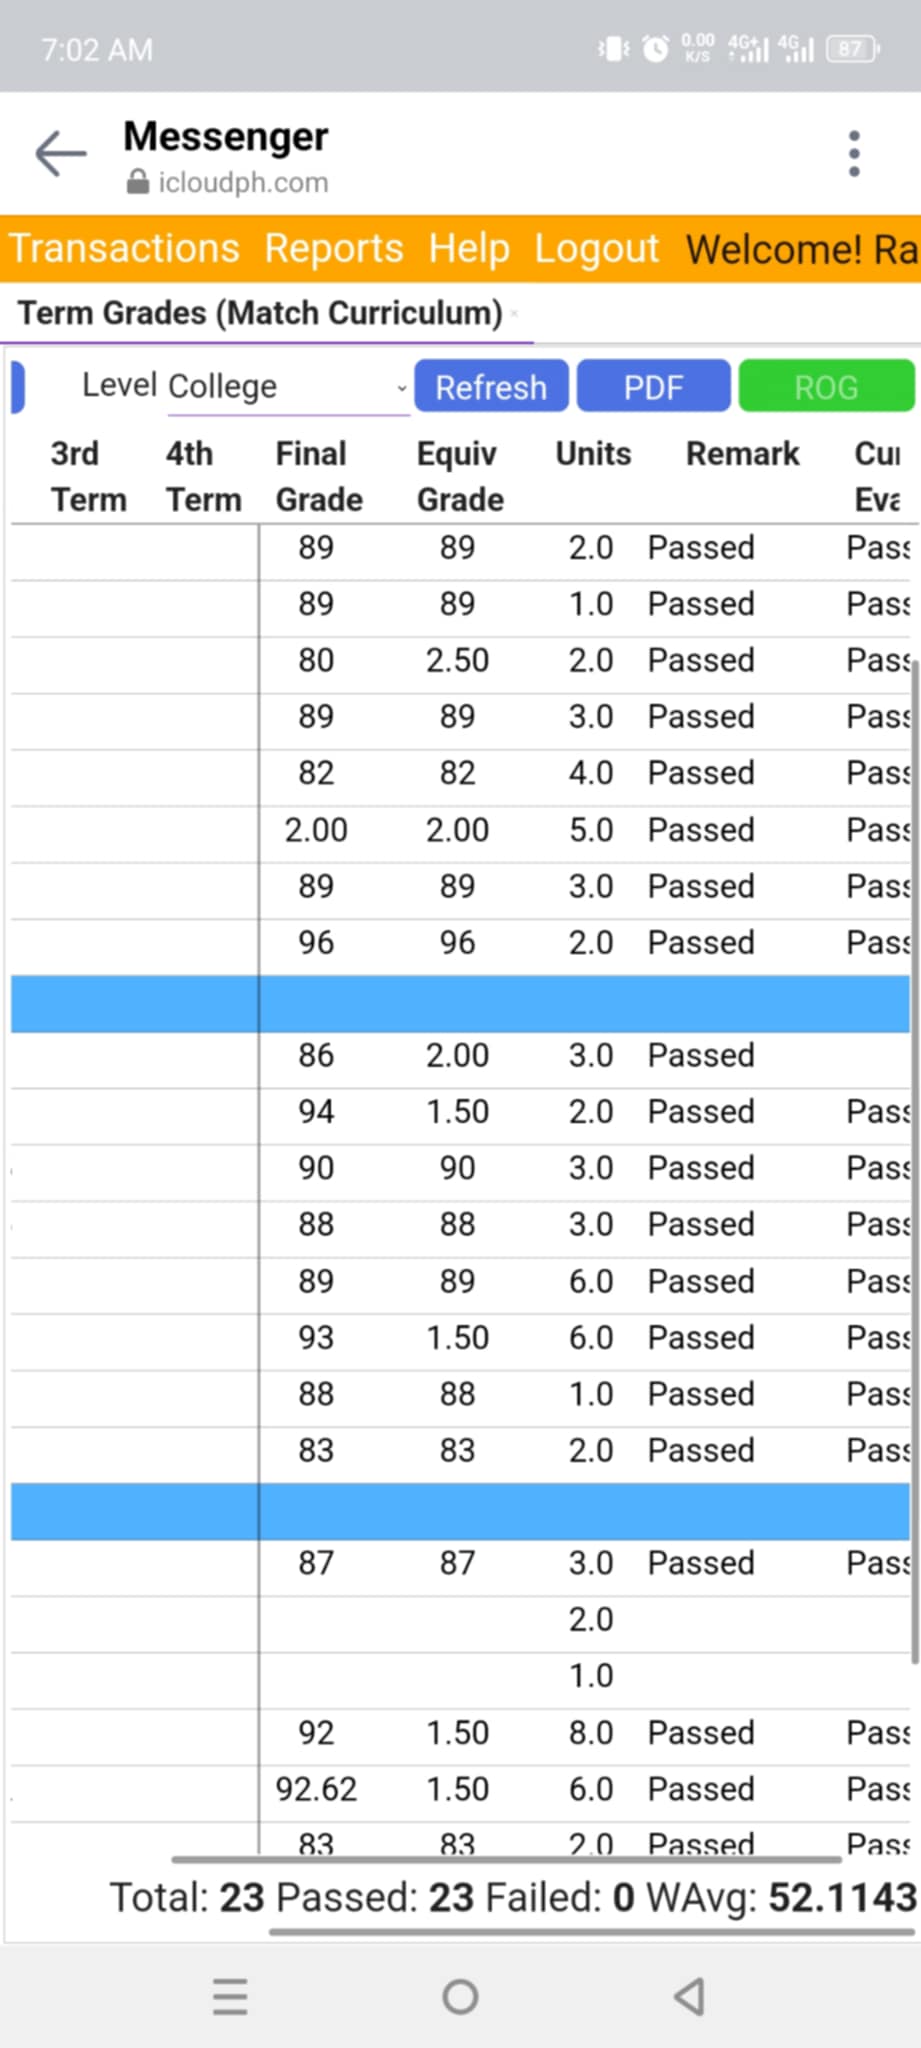 7:02 AM 0.00 K/S 4G+ 4G 87
Messenger
icloudph.com
Transactions Reports Help Logout Welcome! Ra
Term Grades (Match Curriculum) ×
Level College Refresh PDF ROG
3rd Term 4th Term Final Grade Equiv Grade Units Remark Cur Eva
89 89 2.0 Passed Pass
89 89 1.0 Passed Pass
80 2.50 2.0 Passed Pass
89 89 3.0 Passed Pass
82 82 4.0 Passed Pass
2.00 2.00 5.0 Passed Pass
89 89 3.0 Passed Pass
96 96 2.0 Passed Pass
86 2.00 3.0 Passed
94 1.50 2.0 Passed Pass
90 90 3.0 Passed Pass
88 88 3.0 Passed Pass
89 89 6.0 Passed Pass
93 1.50 6.0 Passed Pass
88 88 1.0 Passed Pass
83 83 2.0 Passed Pass
87 87 3.0 Passed Pass
2.0
1.0
92 1.50 8.0 Passed Pass
92.62 1.50 6.0 Passed Pass
83 83 2.0 Passed Pass
Total: 23 Passed: 23 Failed: 0 WAvg: 52.1143